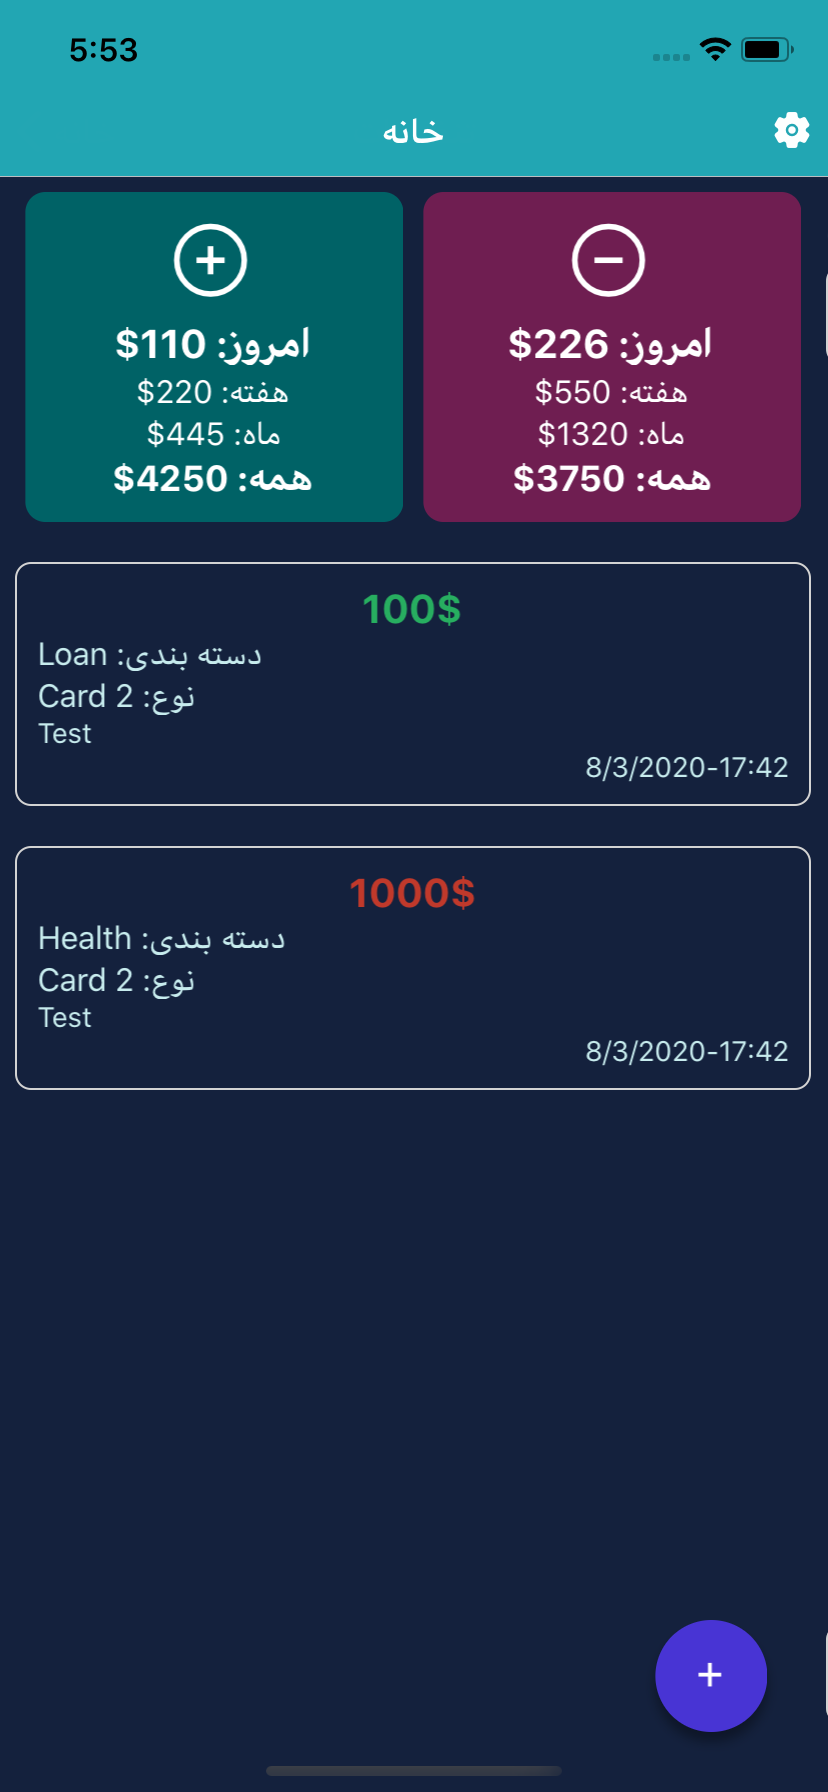 5:53
خانه
امروز: 110$
هفته: 220$
ماه: 445$
همه: 4250$
امروز: 226$
هفته: 550$
ماه: 1320$
همه: 3750$
100$
دسته بندی: Loan
نوع: Card 2
Test
8/3/2020-17:42
1000$
دسته بندی: Health
نوع: Card 2
Test
8/3/2020-17:42